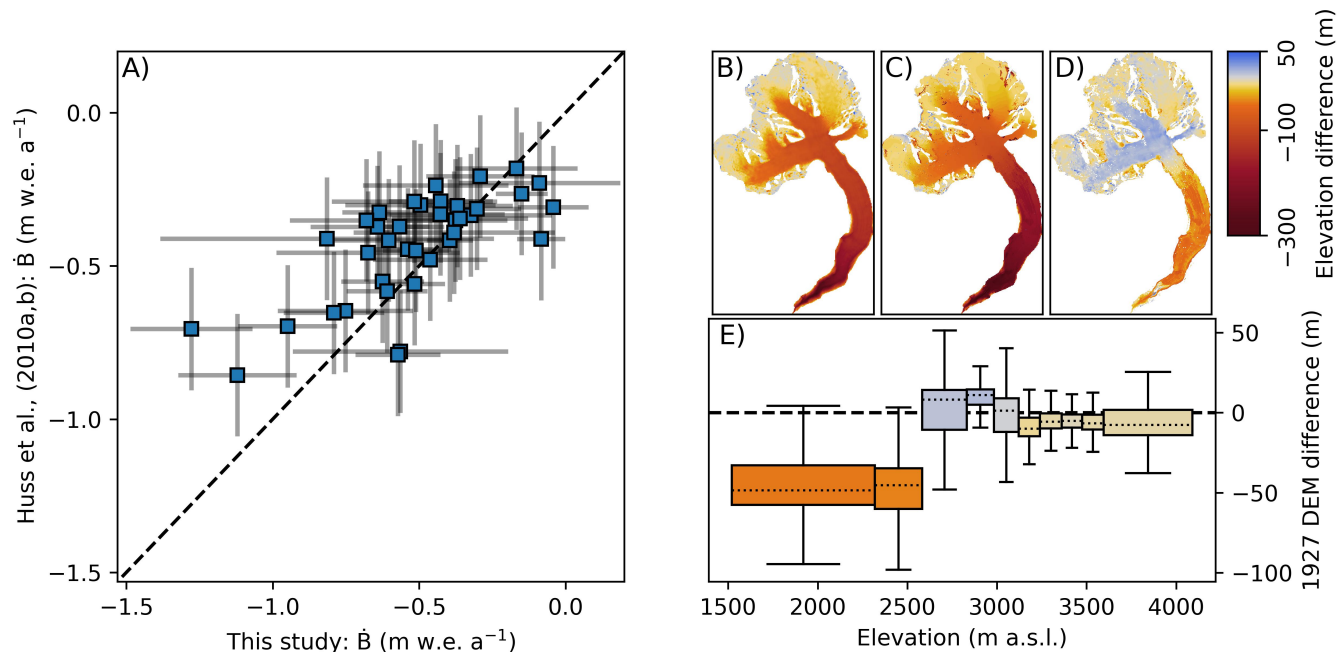 A)
0.0
−0.5
−1.0
−1.5
Huss et al., (2010a,b): Ḃ (m w.e. a⁻¹)
−1.5 −1.0 −0.5 0.0
This study: Ḃ (m w.e. a⁻¹)
B) C) D)
50
−100
−300
Elevation difference (m)
E)
50
0
−50
−100
1927 DEM difference (m)
1500 2000 2500 3000 3500 4000
Elevation (m a.s.l.)